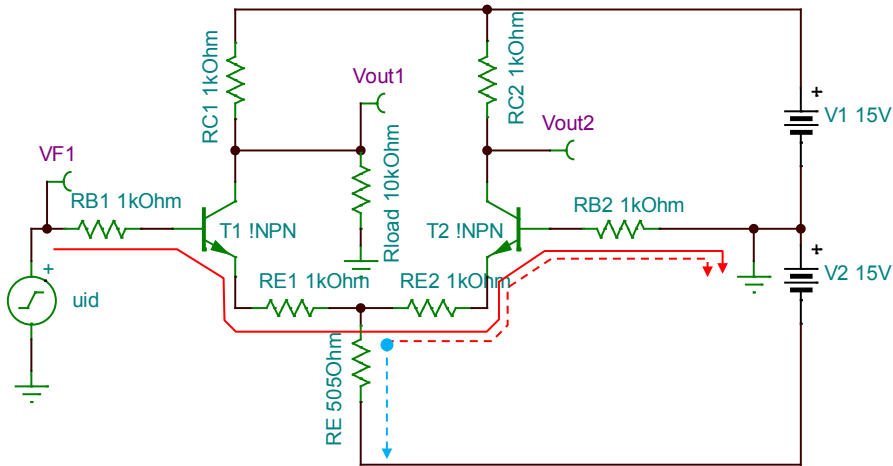 RC1 1kOhm
Vout1
RC2 1kOhm
Vout2
+
V1 15V
VF1
RB1 1kOhm
T1 !NPN
Rload 10kOhm
T2 !NPN
RB2 1kOhm
+
uid
RE1 1kOhm
RE2 1kOhm
+
V2 15V
RE 505Ohm